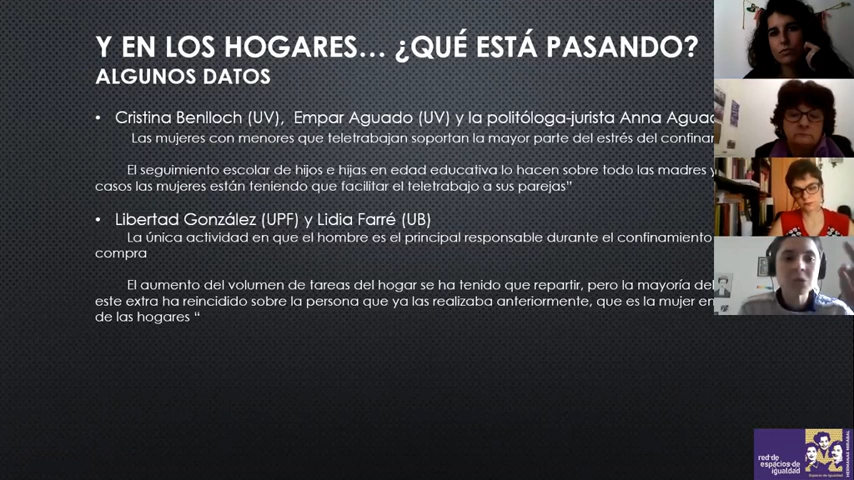 Y EN LOS HOGARES... ¿QUÉ ESTÁ PASANDO?
ALGUNOS DATOS
• Cristina Benlloch (UV), Empar Aguado (UV) y la politóloga-jurista Anna
Las mujeres con menores que teletrabajan soportan la mayor parte del estrés del
El seguimiento escolar de hijos e hijas en edad educativa lo hacen sobre todo las madres y
casos las mujeres están teniendo que facilitar el teletrabajo a sus parejas”
• Libertad González (UPF) y Lidia Farré (UB)
La única actividad en que el hombre es el principal responsable durante el confinamiento
compra
El aumento del volumen de tareas del hogar se ha tenido que repartir, pero la mayoría
este extra ha reincidido sobre la persona que ya las realizaba anteriormente, que es la mujer en
de las hogares “
red de
espacios de
igualdad
Espacio de igualdad
HERMANAS MIRABAL